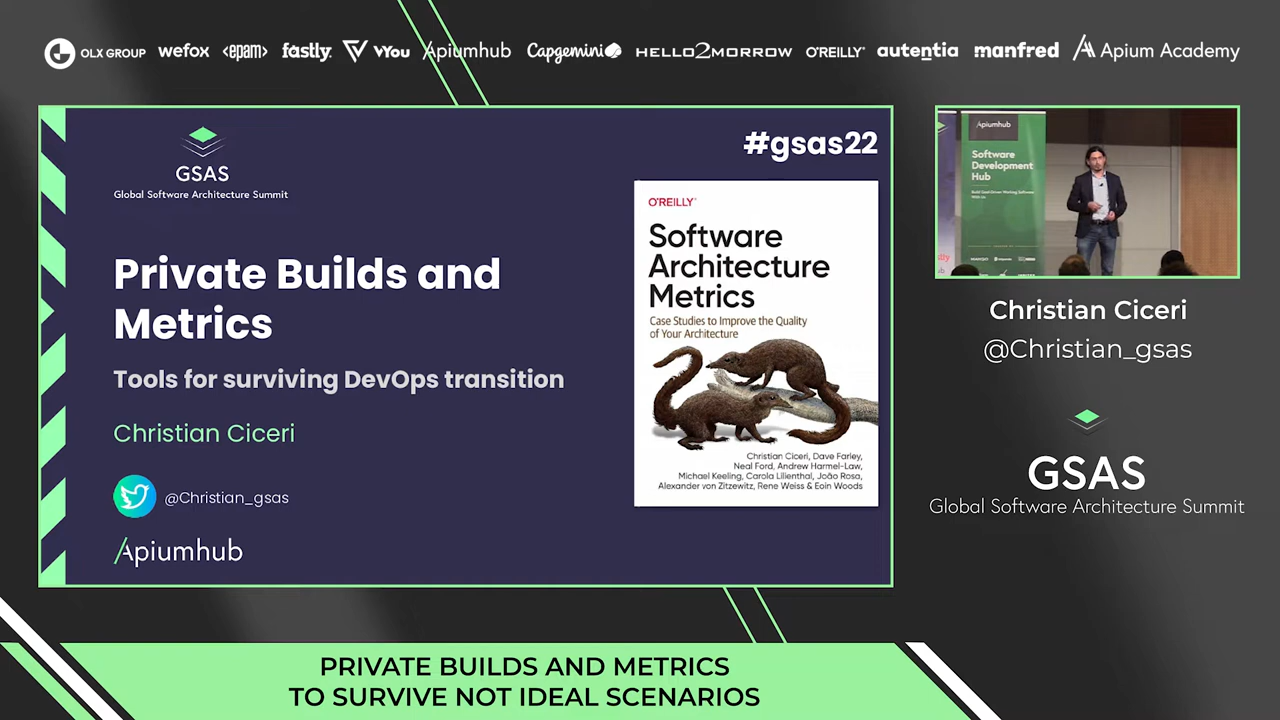 OLX GROUP wefox <epam> fastly. VYou Apiumhub Capgemini HELLO2MORROW O'REILLY® autentia manfred Apium Academy
GSAS
Global Software Architecture Summit
#gsas22
Private Builds and
Metrics
Tools for surviving DevOps transition
Christian Ciceri
@Christian_gsas
Apiumhub
O'REILLY®
Software
Architecture
Metrics
Case Studies to Improve the Quality
of Your Architecture
Christian Ciceri, Dave Farley,
Neal Ford, Andrew Harmel-Law,
Michael Keeling, Carola Lilienthal, João Rosa,
Alexander von Zitzewitz, Rene Weiss & Eoin Woods
Apiumhub
Software
Development
Hub
Christian Ciceri
@Christian_gsas
GSAS
Global Software Architecture Summit
PRIVATE BUILDS AND METRICS
TO SURVIVE NOT IDEAL SCENARIOS